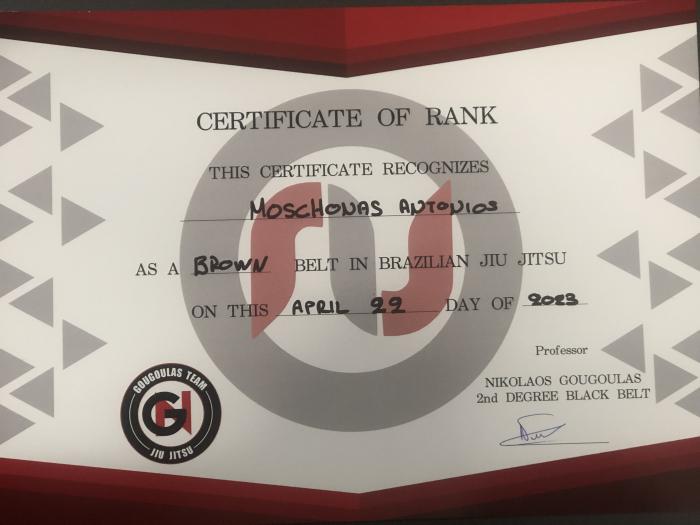 CERTIFICATE OF RANK
THIS CERTIFICATE RECOGNIZES
MOSCHONAS ANTONIOS
AS A BROWN BELT IN BRAZILIAN JIU JITSU
ON THIS APRIL 22 DAY OF 2023
Professor
NIKOLAOS GOUGOULAS
2nd DEGREE BLACK BELT
GOUGOULAS TEAM
GN
JIU JITSU